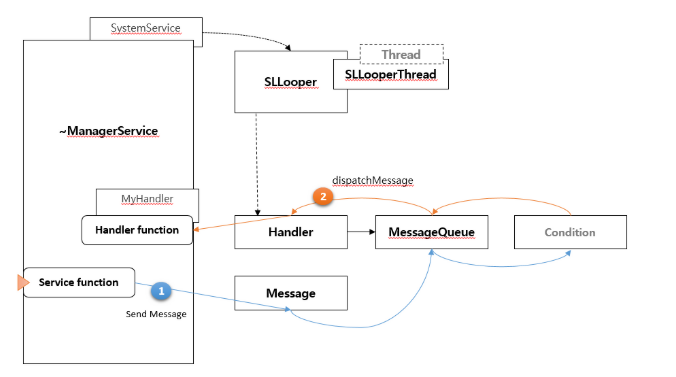 SystemService
Thread
SLLooper
SLLooperThread
~ManagerService
dispatchMessage
2
MyHandler
Handler function
Handler
MessageQueue
Condition
Service function
1
Message
Send Message